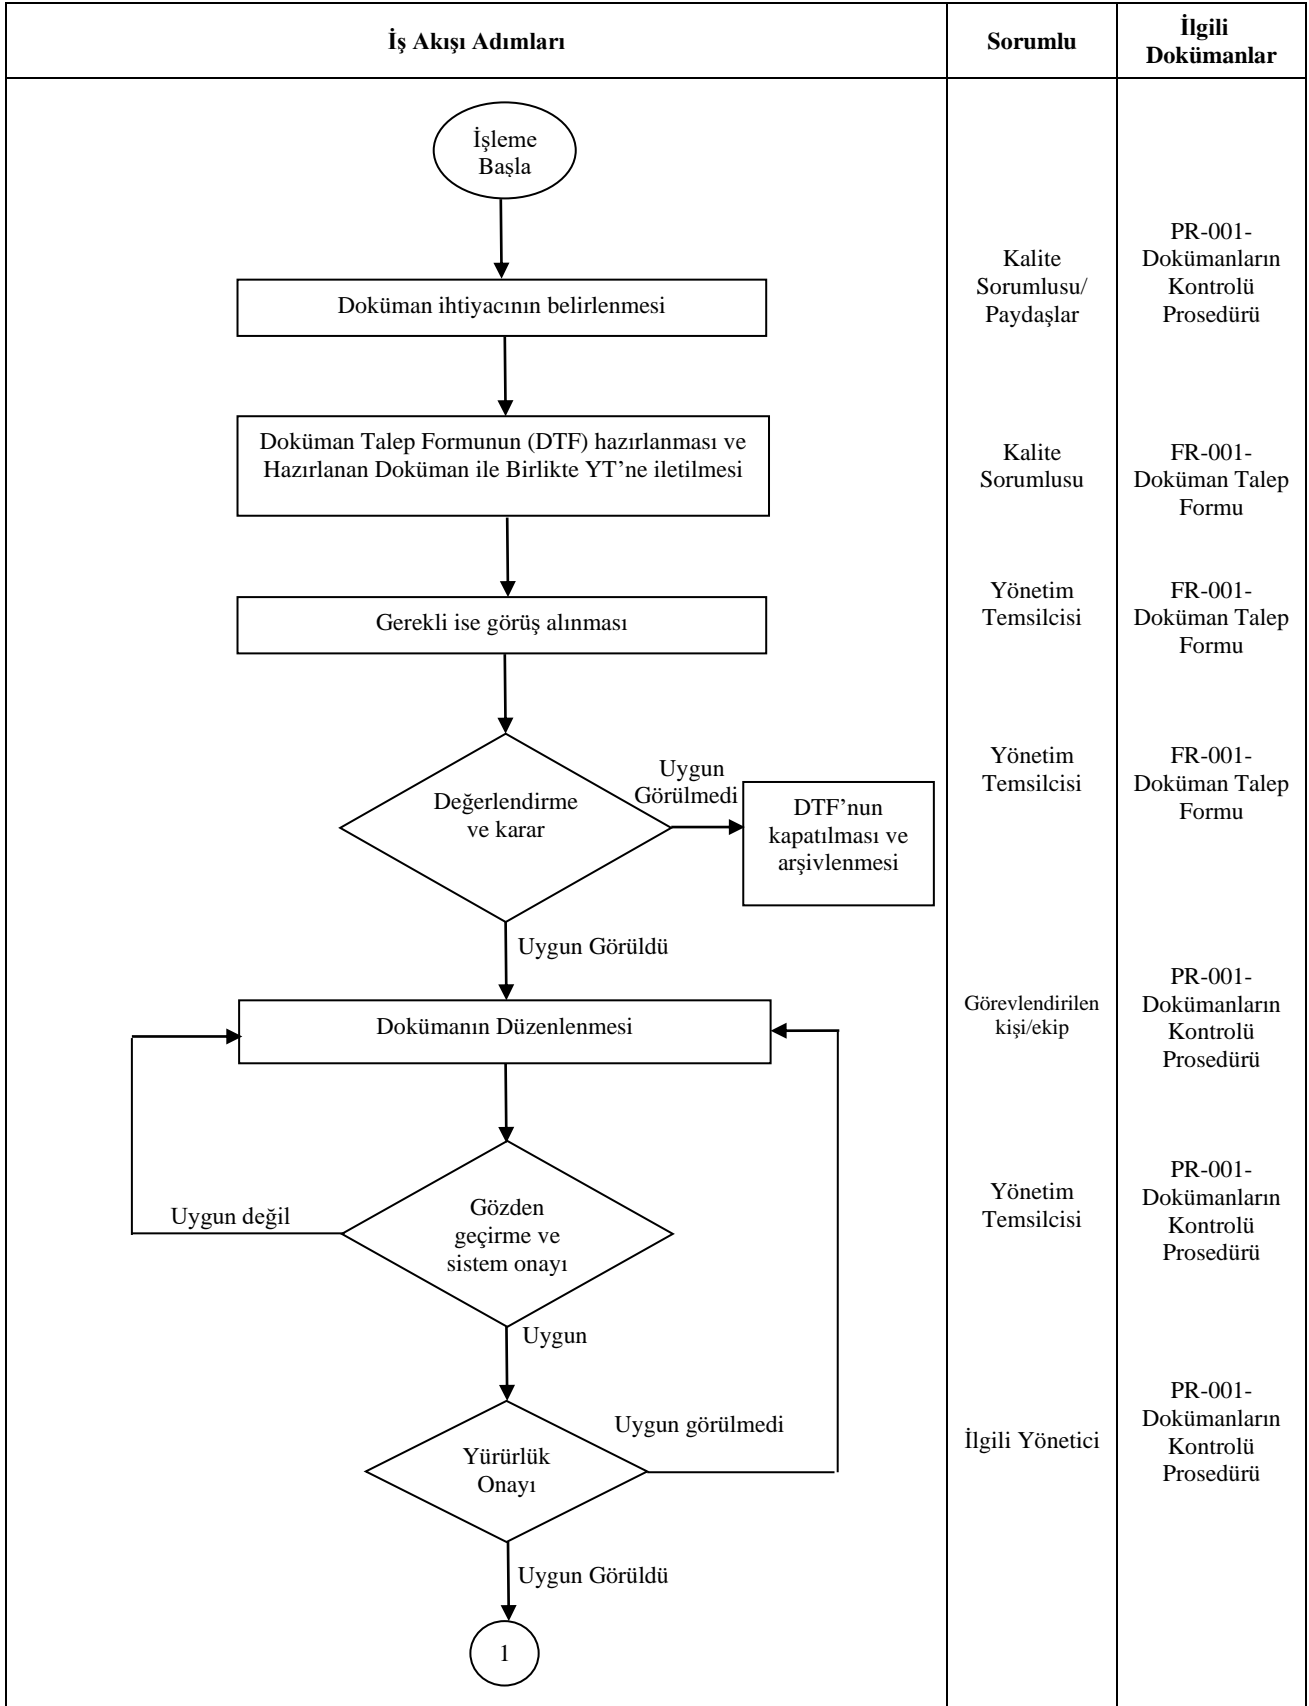 İş Akışı Adımları
Sorumlu
İlgili
Dokümanlar
İşleme
Başla
Doküman ihtiyacının belirlenmesi
Kalite
Sorumlusu/
Paydaşlar
PR-001-
Dokümanların
Kontrolü
Prosedürü
Doküman Talep Formunun (DTF) hazırlanması ve
Hazırlanan Doküman ile Birlikte YT’ne iletilmesi
Kalite
Sorumlusu
FR-001-
Doküman Talep
Formu
Gerekli ise görüş alınması
Yönetim
Temsilcisi
FR-001-
Doküman Talep
Formu
Değerlendirme
ve karar
Uygun
Görülmedi
DTF’nun
kapatılması ve
arşivlenmesi
Yönetim
Temsilcisi
FR-001-
Doküman Talep
Formu
Uygun Görüldü
Dokümanın Düzenlenmesi
Görevlendirilen
kişi/ekip
PR-001-
Dokümanların
Kontrolü
Prosedürü
Uygun değil
Gözden
geçirme ve
sistem onayı
Yönetim
Temsilcisi
PR-001-
Dokümanların
Kontrolü
Prosedürü
Uygun
Yürürlük
Onayı
Uygun görülmedi
İlgili Yönetici
PR-001-
Dokümanların
Kontrolü
Prosedürü
Uygun Görüldü
1